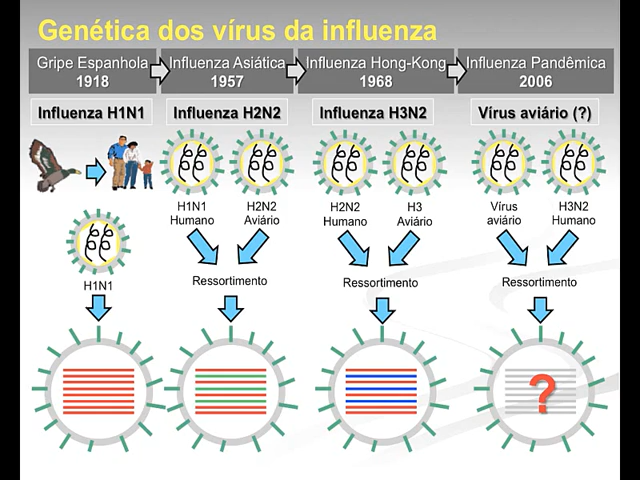 Genética dos vírus da influenza
Gripe Espanhola
1918
Influenza Asiática
1957
Influenza Hong-Kong
1968
Influenza Pandêmica
2006
Influenza H1N1
Influenza H2N2
Influenza H3N2
Vírus aviário (?)
H1N1
Humano
H2N2
Aviário
H2N2
Humano
H3
Aviário
Vírus
aviário
H3N2
Humano
H1N1
Ressortimento
Ressortimento
Ressortimento
?